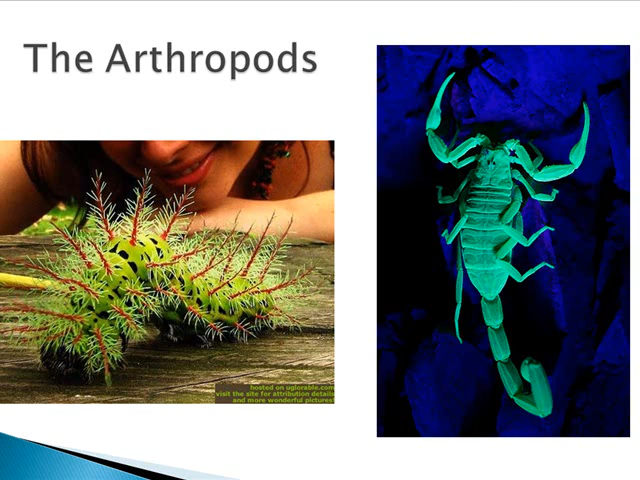 The Arthropods
hosted on uglorable.com
visit the site for attribution details
and more wonderful pictures!